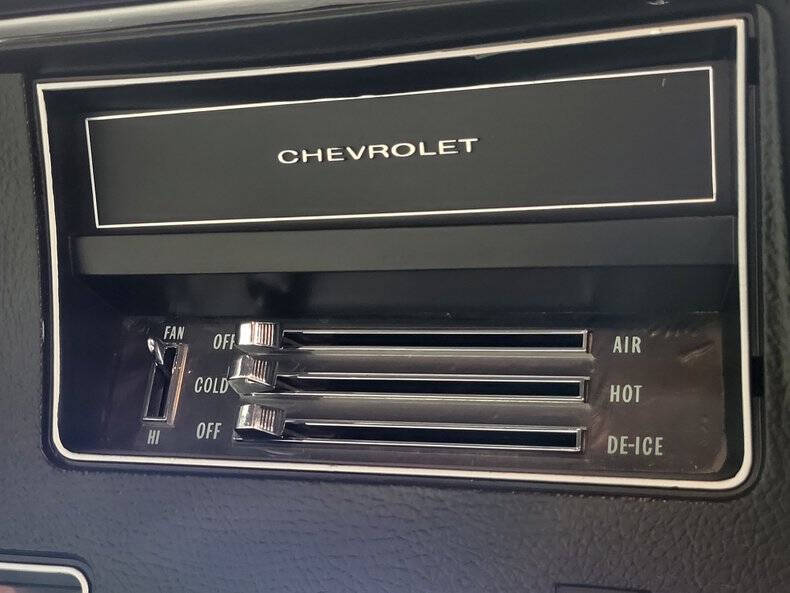 CHEVROLET
FAN
OFF AIR
COLD HOT
HI OFF DE-ICE